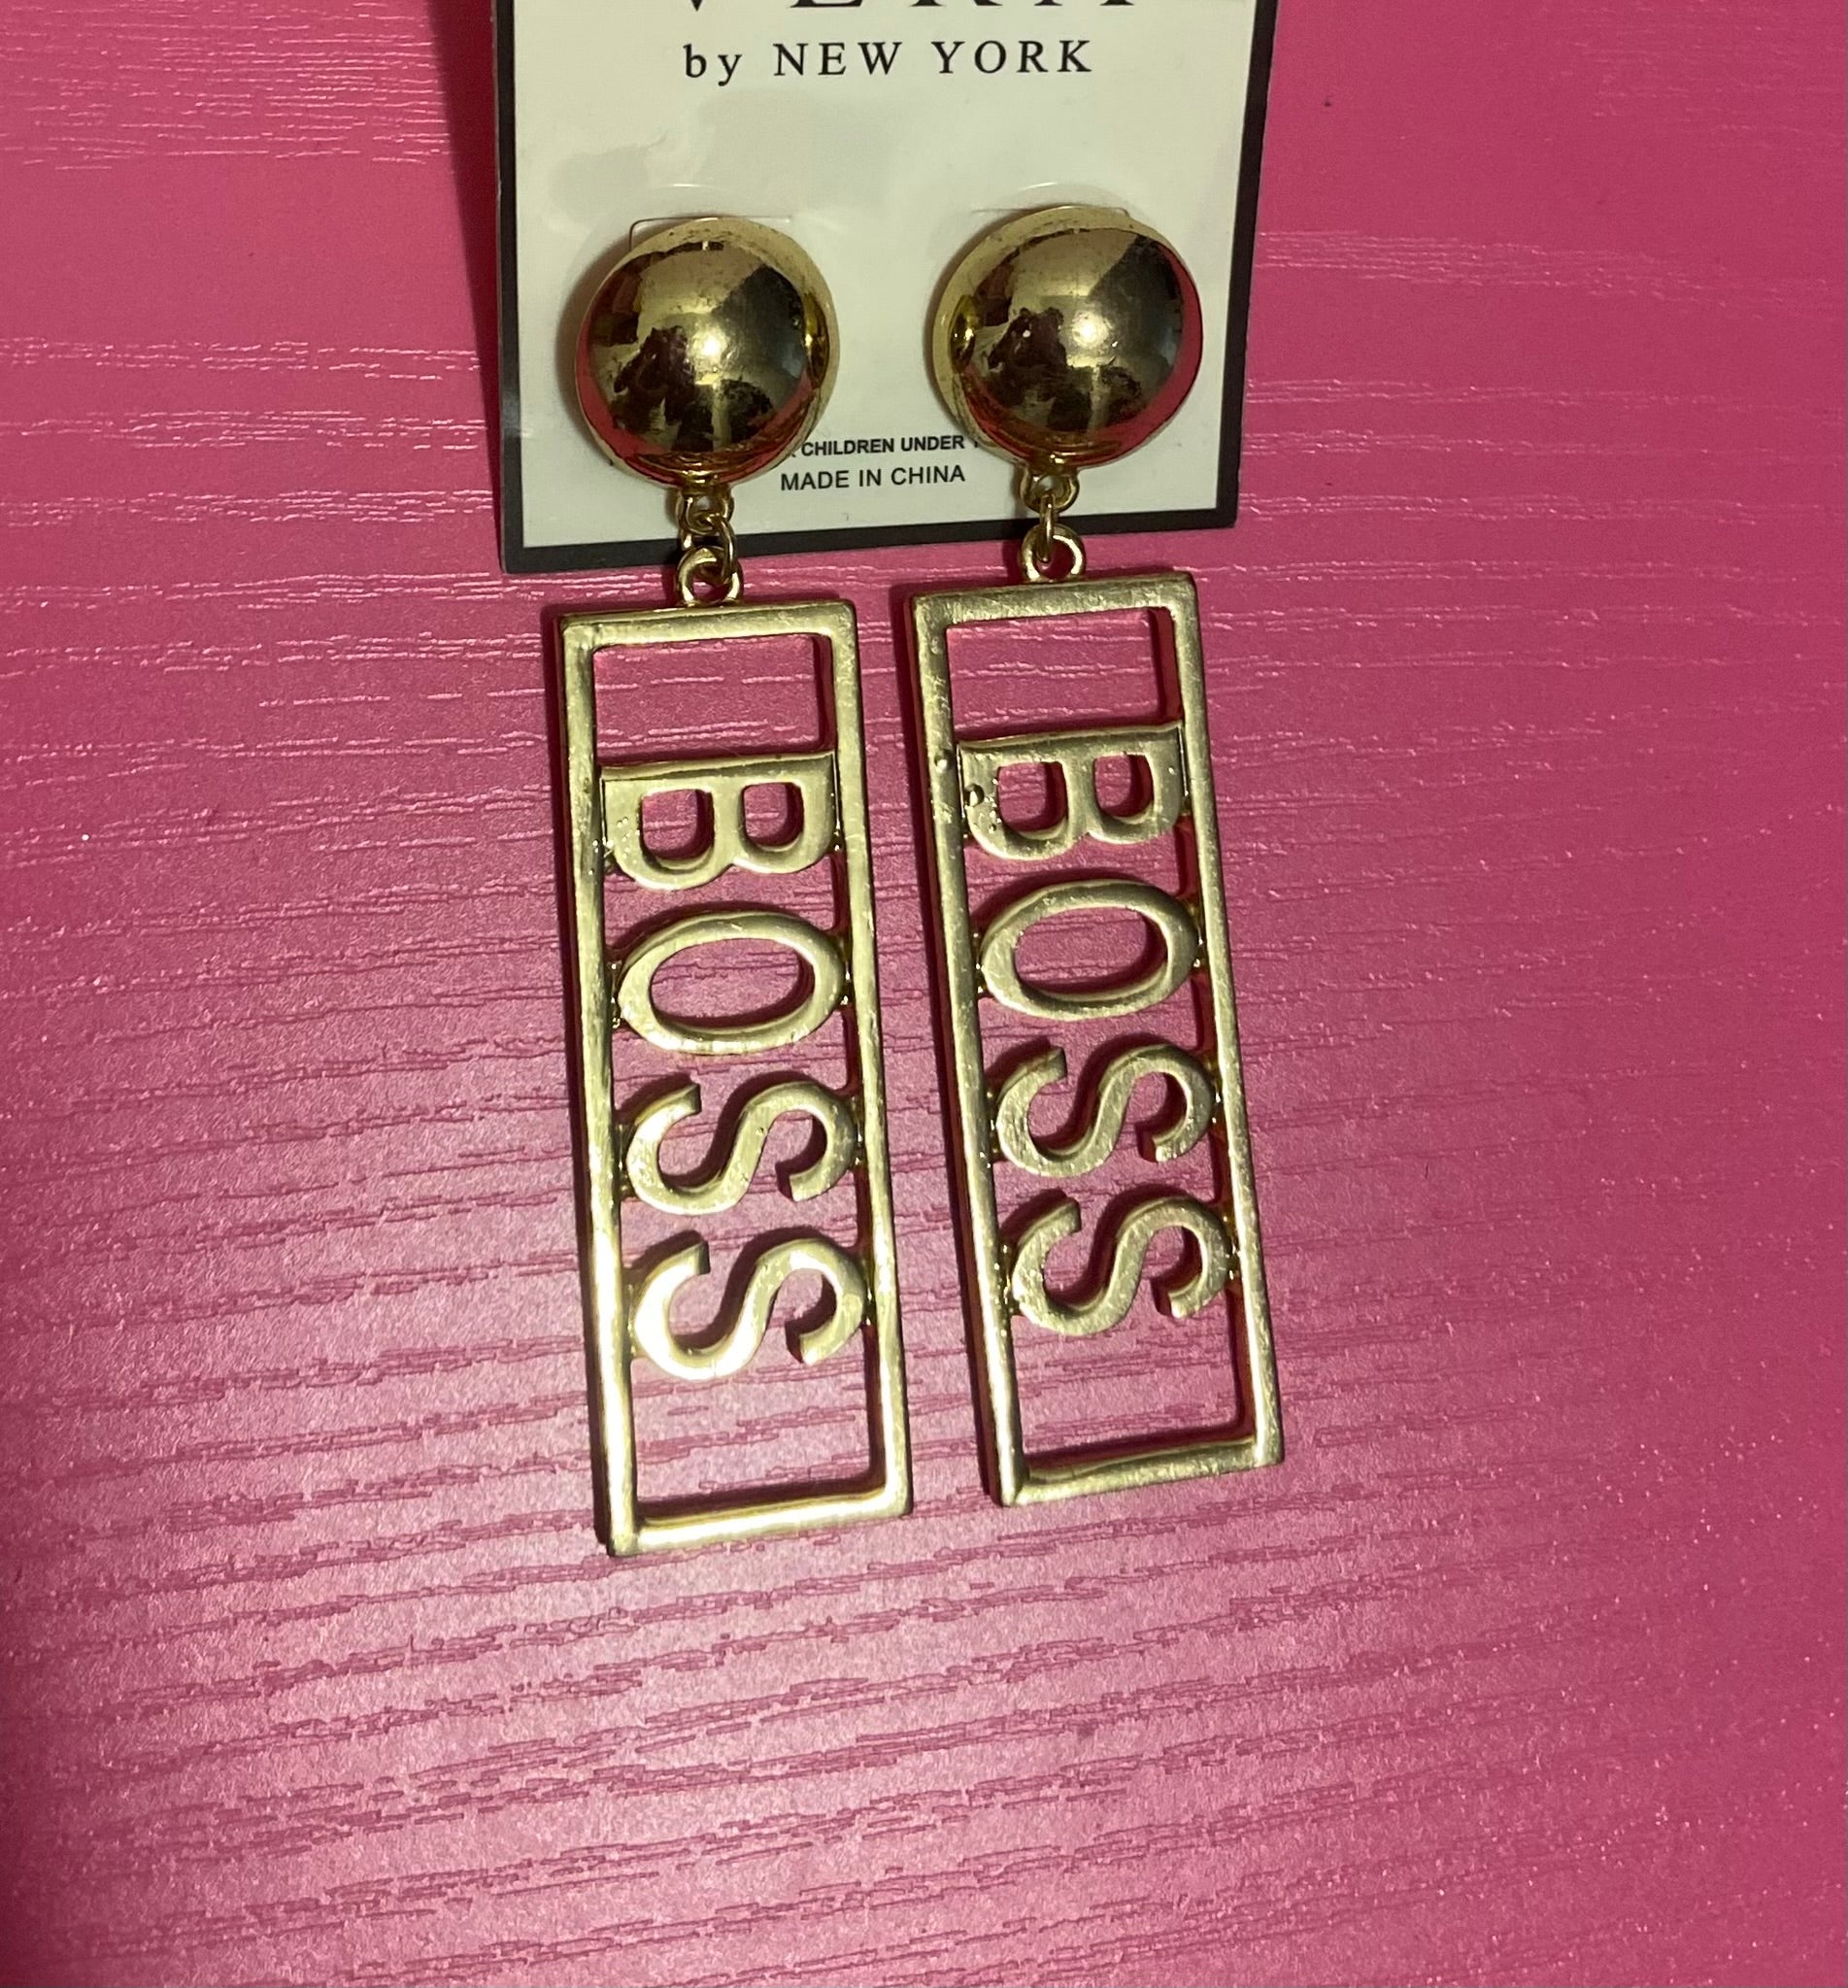 by NEW YORK
CHILDREN UNDER
MADE IN CHINA
BOSS
BOSS